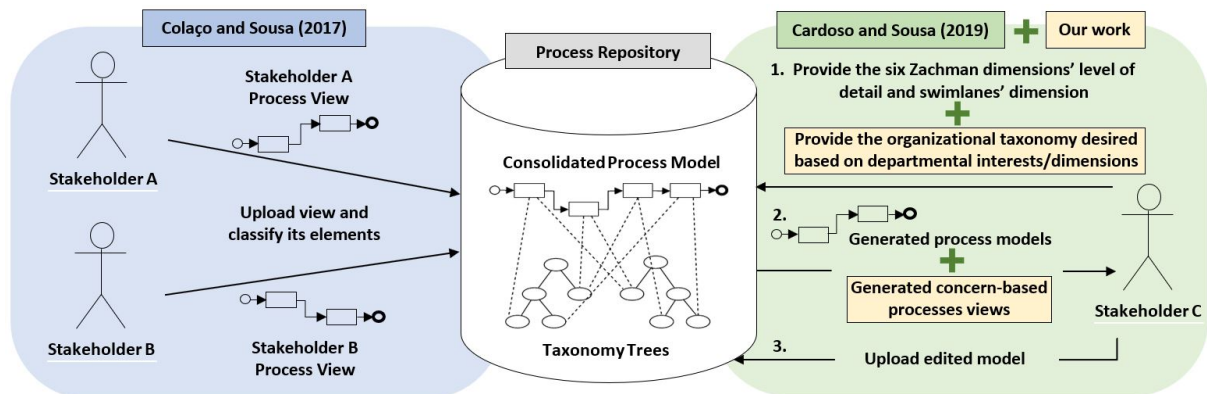 Colaço and Sousa (2017)
Stakeholder A
Process View
Stakeholder A
Upload view and
classify its elements
Stakeholder B
Stakeholder B
Process View
Process Repository
Consolidated Process Model
Taxonomy Trees
Cardoso and Sousa (2019)
Our work
1. Provide the six Zachman dimensions' level of
detail and swimlanes' dimension
Provide the organizational taxonomy desired
based on departmental interests/dimensions
2.
Generated process models
Generated concern-based
processes views
Stakeholder C
3.
Upload edited model